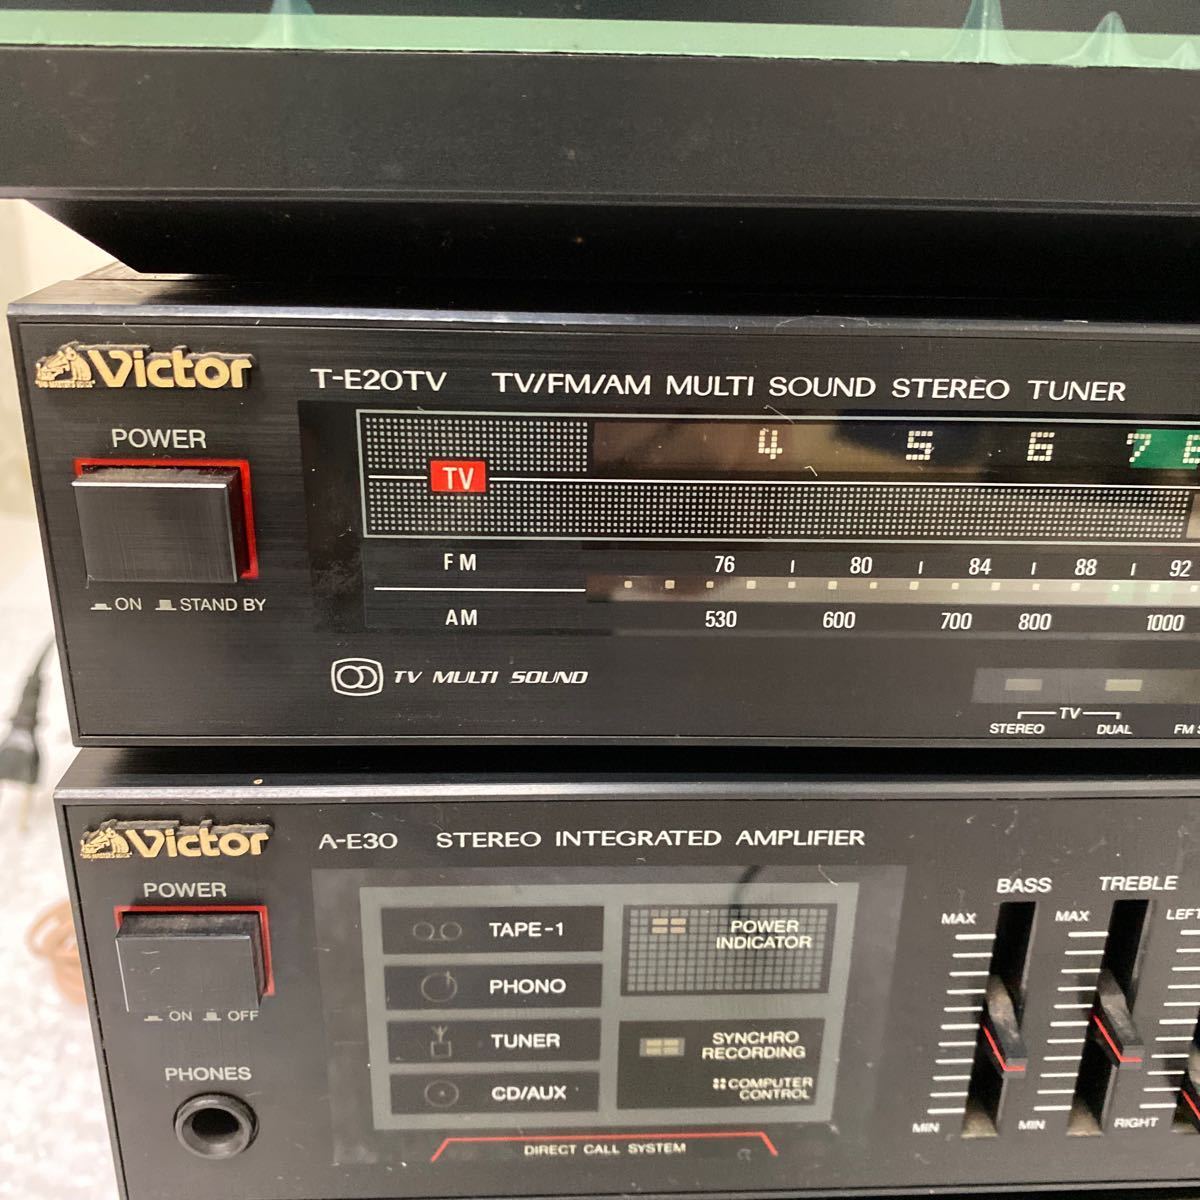 Victor
T-E20TV TV/FM/AM MULTI SOUND STEREO TUNER
POWER
ON STAND BY
4 5 6 7 8
TV
FM 76 80 84 88 92
AM 530 600 700 800 1000
TV MULTI SOUND
TV
STEREO DUAL FM
Victor
A-E30 STEREO INTEGRATED AMPLIFIER
POWER
ON OFF
PHONES
TAPE-1
PHONO
TUNER
CD/AUX
POWER
INDICATOR
SYNCHRO
RECORDING
COMPUTER
CONTROL
DIRECT CALL SYSTEM
BASS TREBLE
MAX MAX LEFT
MIN MIN RIGHT